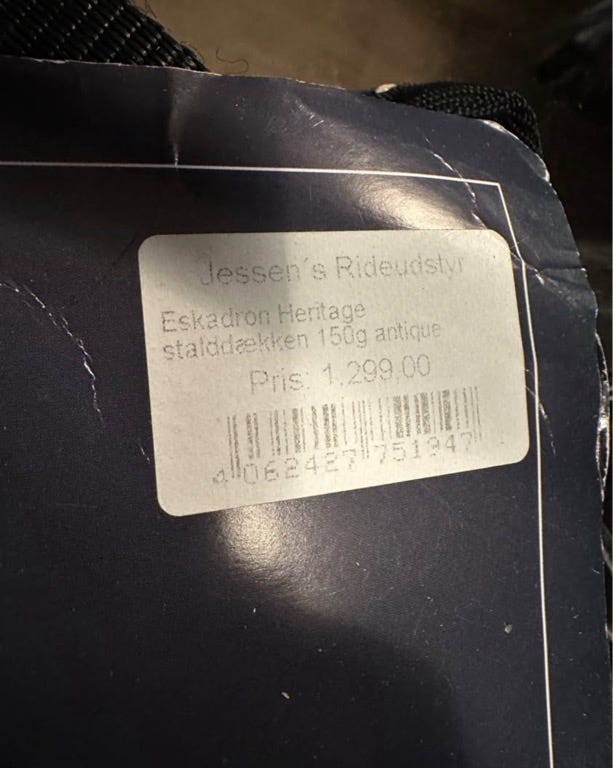 Jessen´s Rideudstyr
Eskadron Heritage
stalddækken 150g antique
Pris: 1.299,00
4 062427 751947